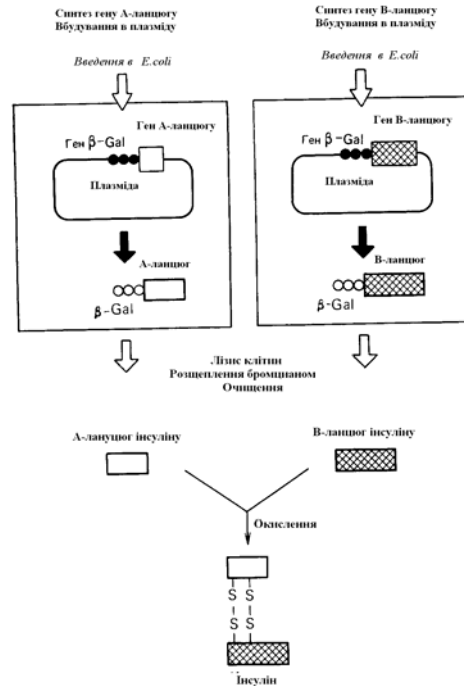 Синтез гену А-ланцюгу
Вбудування в плазміду
Введення в E.coli
Ген А-ланцюгу
Ген β-Gal
Плазміда
А-ланцюг
β-Gal
Синтез гену В-ланцюгу
Вбудування в плазміду
Введення в E.coli
Ген В-ланцюгу
Ген β-Gal
Плазміда
В-ланцюг
β-Gal
Лізис клітин
Розщеплення бромцианом
Очищення
А-лануцюг інсуліну
В-ланцюг інсуліну
Окислення
S S
S S
Інсулін